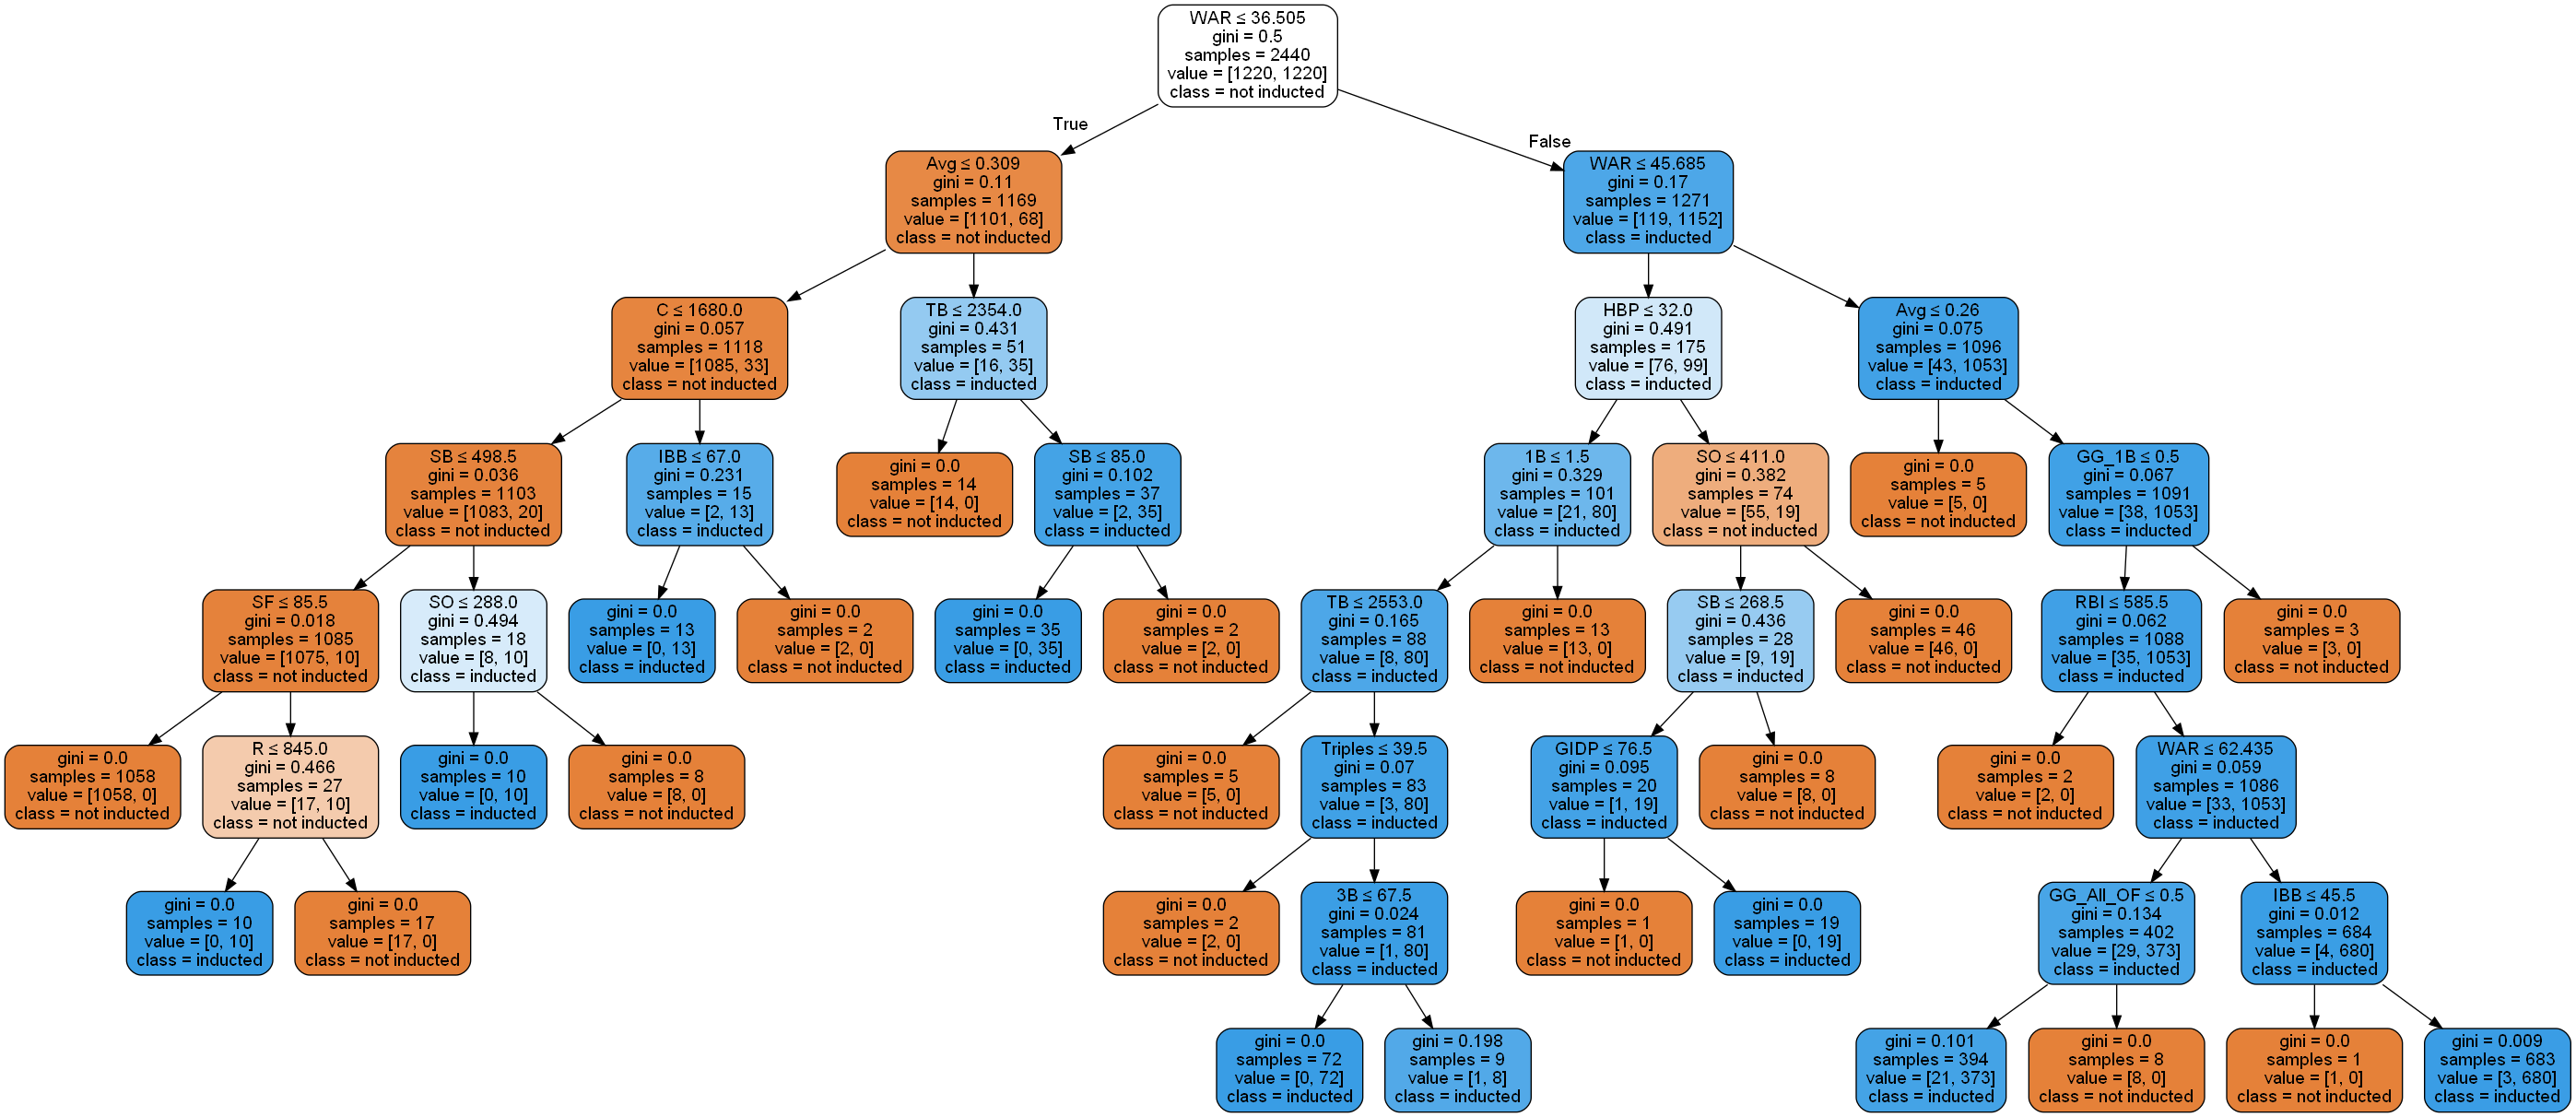 WAR ≤ 36.505
gini = 0.5
samples = 2440
value = [1220, 1220]
class = not inducted
True
False
Avg ≤ 0.309
gini = 0.11
samples = 1169
value = [1101, 68]
class = not inducted
WAR ≤ 45.685
gini = 0.17
samples = 1271
value = [119, 1152]
class = inducted
C ≤ 1680.0
gini = 0.057
samples = 1118
value = [1085, 33]
class = not inducted
TB ≤ 2354.0
gini = 0.431
samples = 51
value = [16, 35]
class = inducted
HBP ≤ 32.0
gini = 0.491
samples = 175
value = [76, 99]
class = inducted
Avg ≤ 0.26
gini = 0.075
samples = 1096
value = [43, 1053]
class = inducted
SB ≤ 498.5
gini = 0.036
samples = 1103
value = [1083, 20]
class = not inducted
IBB ≤ 67.0
gini = 0.231
samples = 15
value = [2, 13]
class = inducted
gini = 0.0
samples = 14
value = [14, 0]
class = not inducted
SB ≤ 85.0
gini = 0.102
samples = 37
value = [2, 35]
class = inducted
1B ≤ 1.5
gini = 0.329
samples = 101
value = [21, 80]
class = inducted
SO ≤ 411.0
gini = 0.382
samples = 74
value = [55, 19]
class = not inducted
gini = 0.0
samples = 5
value = [5, 0]
class = not inducted
GG_1B ≤ 0.5
gini = 0.067
samples = 1091
value = [38, 1053]
class = inducted
SF ≤ 85.5
gini = 0.018
samples = 1085
value = [1075, 10]
class = not inducted
SO ≤ 288.0
gini = 0.494
samples = 18
value = [8, 10]
class = inducted
gini = 0.0
samples = 13
value = [0, 13]
class = inducted
gini = 0.0
samples = 2
value = [2, 0]
class = not inducted
gini = 0.0
samples = 35
value = [0, 35]
class = inducted
gini = 0.0
samples = 2
value = [2, 0]
class = not inducted
TB ≤ 2553.0
gini = 0.165
samples = 88
value = [8, 80]
class = inducted
gini = 0.0
samples = 13
value = [13, 0]
class = not inducted
SB ≤ 268.5
gini = 0.436
samples = 28
value = [9, 19]
class = inducted
gini = 0.0
samples = 46
value = [46, 0]
class = not inducted
RBI ≤ 585.5
gini = 0.062
samples = 1088
value = [35, 1053]
class = inducted
gini = 0.0
samples = 3
value = [3, 0]
class = not inducted
gini = 0.0
samples = 1058
value = [1058, 0]
class = not inducted
R ≤ 845.0
gini = 0.466
samples = 27
value = [17, 10]
class = not inducted
gini = 0.0
samples = 10
value = [0, 10]
class = inducted
gini = 0.0
samples = 8
value = [8, 0]
class = not inducted
gini = 0.0
samples = 5
value = [5, 0]
class = not inducted
Triples ≤ 39.5
gini = 0.07
samples = 83
value = [3, 80]
class = inducted
GIDP ≤ 76.5
gini = 0.095
samples = 20
value = [1, 19]
class = inducted
gini = 0.0
samples = 8
value = [8, 0]
class = not inducted
gini = 0.0
samples = 2
value = [2, 0]
class = not inducted
WAR ≤ 62.435
gini = 0.059
samples = 1086
value = [33, 1053]
class = inducted
gini = 0.0
samples = 10
value = [0, 10]
class = inducted
gini = 0.0
samples = 17
value = [17, 0]
class = not inducted
gini = 0.0
samples = 2
value = [2, 0]
class = not inducted
3B ≤ 67.5
gini = 0.024
samples = 81
value = [1, 80]
class = inducted
gini = 0.0
samples = 1
value = [1, 0]
class = not inducted
gini = 0.0
samples = 19
value = [0, 19]
class = inducted
GG_All_OF ≤ 0.5
gini = 0.134
samples = 402
value = [29, 373]
class = inducted
IBB ≤ 45.5
gini = 0.012
samples = 684
value = [4, 680]
class = inducted
gini = 0.0
samples = 72
value = [0, 72]
class = inducted
gini = 0.198
samples = 9
value = [1, 8]
class = inducted
gini = 0.101
samples = 394
value = [21, 373]
class = inducted
gini = 0.0
samples = 8
value = [8, 0]
class = not inducted
gini = 0.0
samples = 1
value = [1, 0]
class = not inducted
gini = 0.009
samples = 683
value = [3, 680]
class = inducted